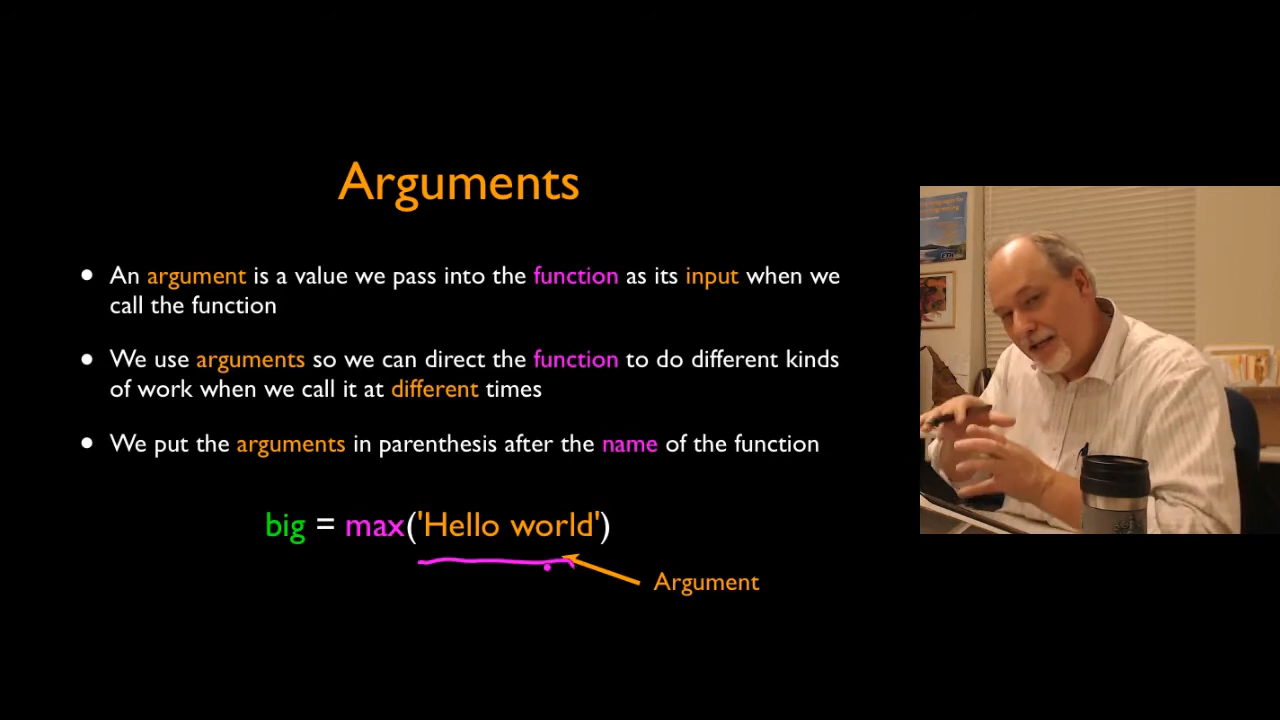 Arguments
• An argument is a value we pass into the function as its input when we
call the function
• We use arguments so we can direct the function to do different kinds
of work when we call it at different times
• We put the arguments in parenthesis after the name of the function
big = max('Hello world')
Argument